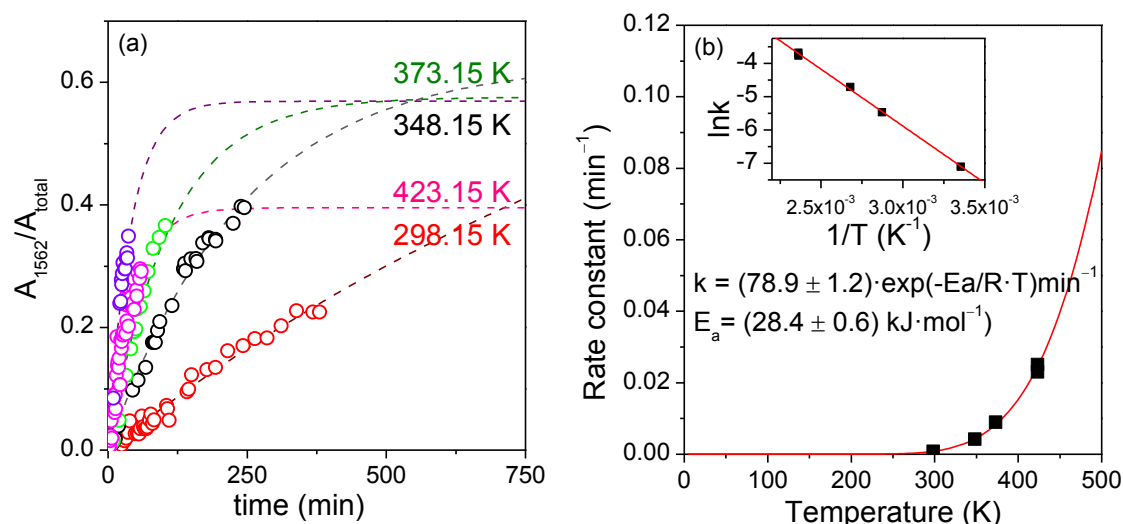 (a)
0.6
0.4
0.2
0.0
0
250
500
750
A1562/Atotal
time (min)
373.15 K
348.15 K
423.15 K
298.15 K
(b)
0.12
0.10
0.08
0.06
0.04
0.02
0.00
0
100
200
300
400
500
Rate constant (min⁻¹)
Temperature (K)
-4
-5
-6
-7
lnk
2.5x10⁻³
3.0x10⁻³
3.5x10⁻³
1/T (K⁻¹)
k = (78.9 ± 1.2)·exp(-Ea/R·T)min⁻¹
Eₐ= (28.4 ± 0.6) kJ·mol⁻¹)